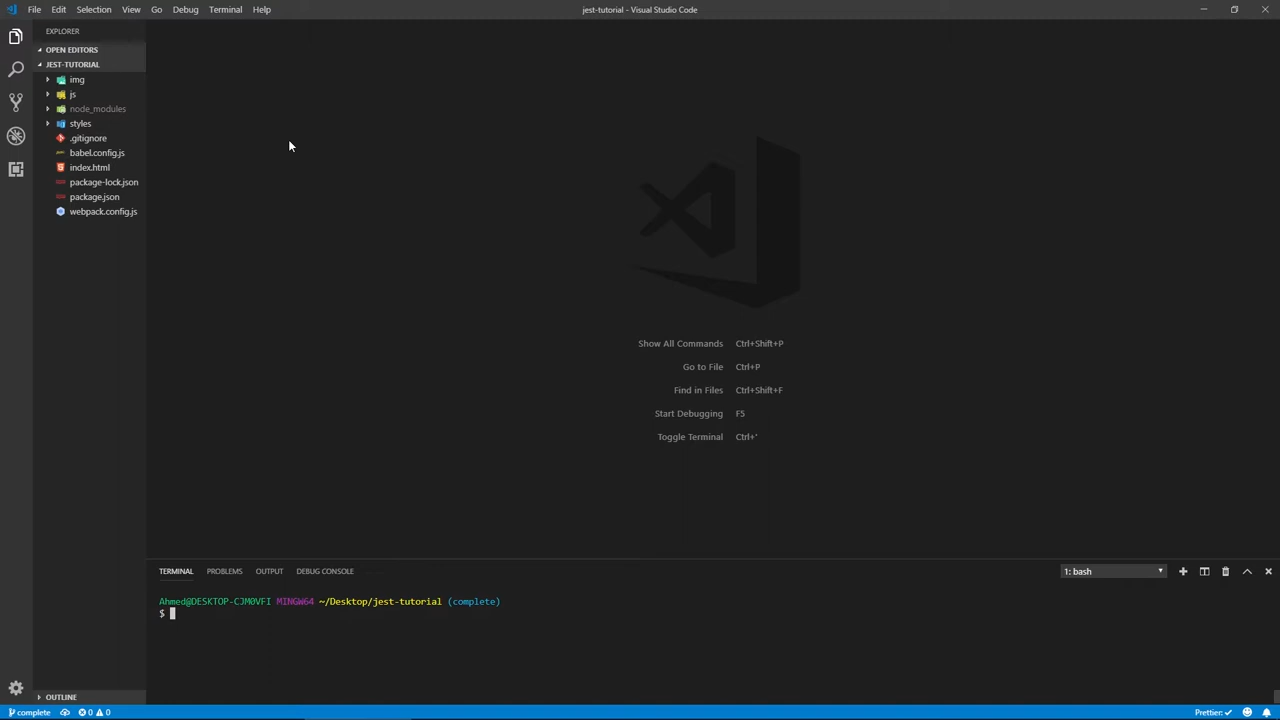 File Edit Selection View Go Debug Terminal Help
jest-tutorial - Visual Studio Code
EXPLORER
OPEN EDITORS
JEST-TUTORIAL
img
js
node_modules
styles
.gitignore
babel.config.js
index.html
package-lock.json
package.json
webpack.config.js
Show All Commands Ctrl+Shift+P
Go to File Ctrl+P
Find in Files Ctrl+Shift+F
Start Debugging F5
Toggle Terminal Ctrl+'
TERMINAL PROBLEMS OUTPUT DEBUG CONSOLE
1: bash
Ahmed@DESKTOP-CJM0VFI MINGW64 ~/Desktop/jest-tutorial (complete)
$
OUTLINE
complete 0 0
Prettier: ✓